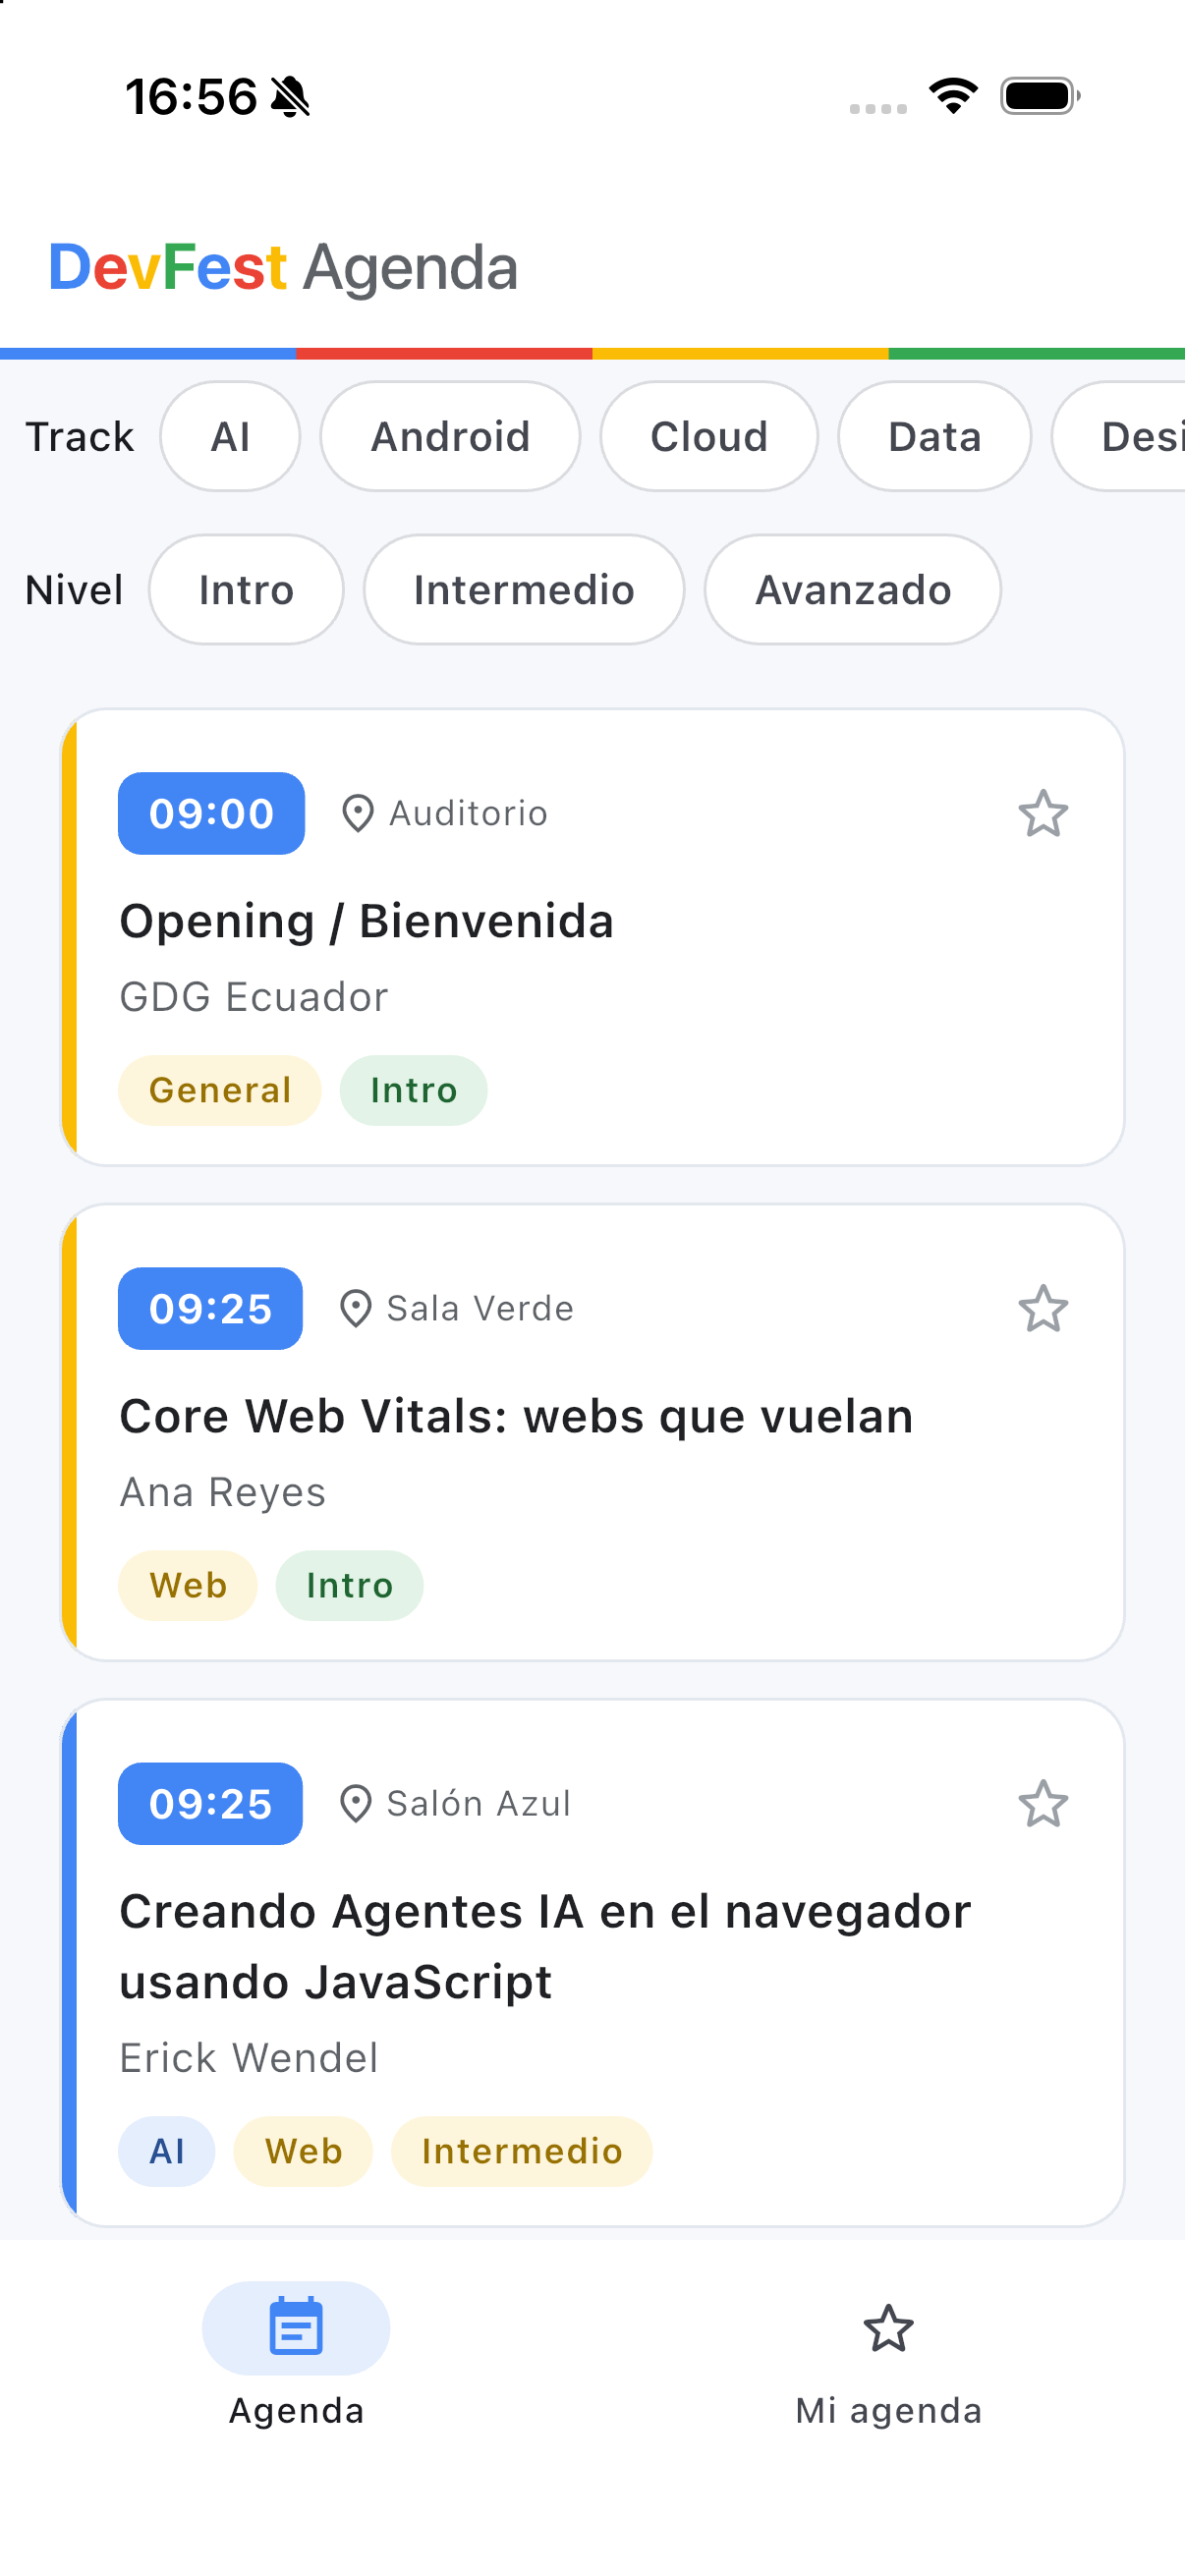 16:56
DevFest Agenda
Track AI Android Cloud Data Desi
Nivel Intro Intermedio Avanzado
09:00 Auditorio
Opening / Bienvenida
GDG Ecuador
General Intro
09:25 Sala Verde
Core Web Vitals: webs que vuelan
Ana Reyes
Web Intro
09:25 Salón Azul
Creando Agentes IA en el navegador
usando JavaScript
Erick Wendel
AI Web Intermedio
Agenda Mi agenda